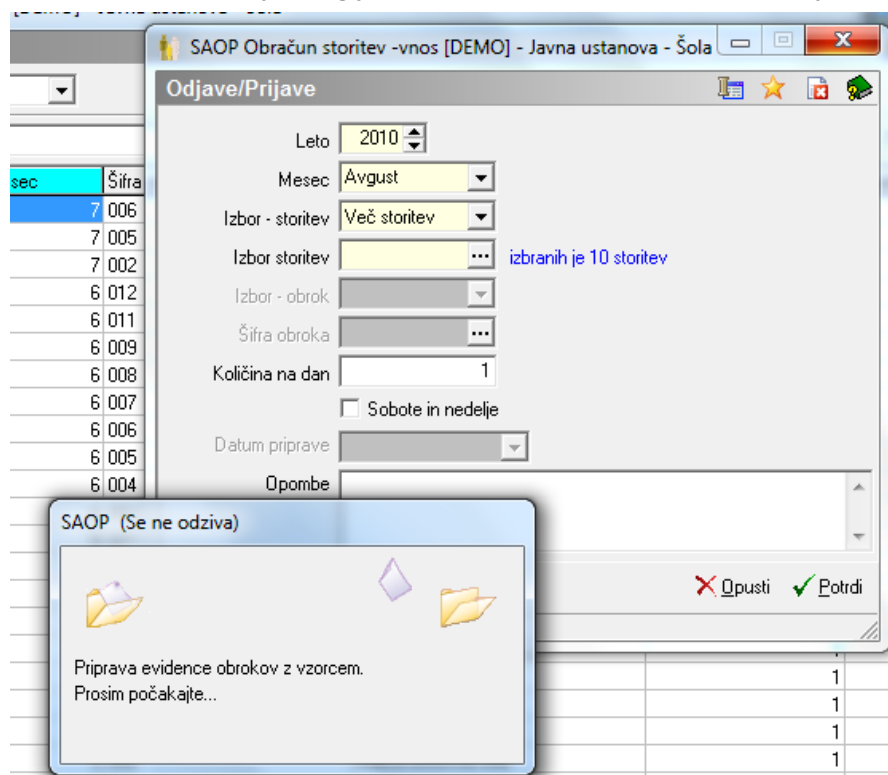 SAOP Obračun storitev -vnos [DEMO] - Javna ustanova - Šola
Odjave/Prijave
Leto 2010
Mesec Avgust
Izbor - storitev Več storitev
Izbor storitev ... izbranih je 10 storitev
Izbor - obrok
Šifra obroka ...
Količina na dan 1
Sobote in nedelje
Datum priprave
Opombe
Opusti Potrdi
sec Šifra
7 006
7 005
7 002
6 012
6 011
6 009
6 008
6 007
6 006
6 005
6 004
SAOP (Se ne odziva)
Priprava evidence obrokov z vzorcem.
Prosim počakajte...
1
1
1
1